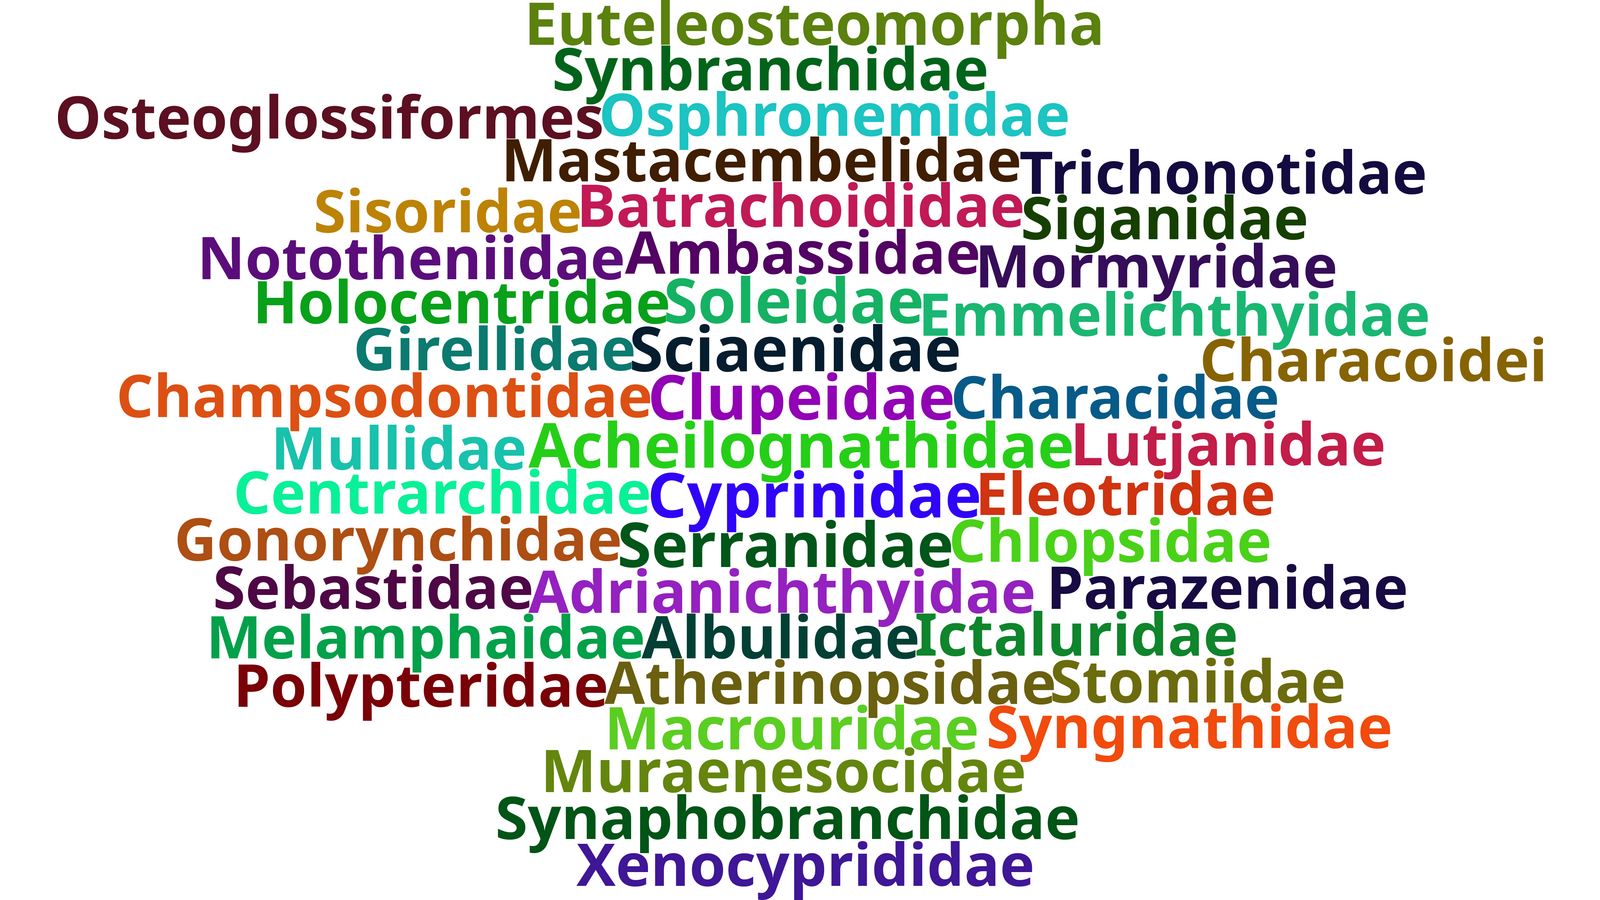 Euteleosteomorpha
Synbranchidae
Osteoglossiformes Osphronemidae
Mastacembelidae Trichonotidae
Sisoridae Batrachoididae Siganidae
Nototheniidae Ambassidae Mormyridae
Holocentridae Soleidae Emmelichthyidae
Girellidae Sciaenidae Characoidei
Champsodontidae Clupeidae Characidae
Mullidae Acheilognathidae Lutjanidae
Centrarchidae Cyprinidae Eleotridae
Gonorynchidae Serranidae Chlopsidae
Sebastidae Adrianichthyidae Parazenidae
Melamphaidae Albulidae Ictaluridae
Polypteridae Atherinopsidae Stomiidae
Macrouridae Syngnathidae
Muraenesocidae
Synaphobranchidae
Xenocyprididae